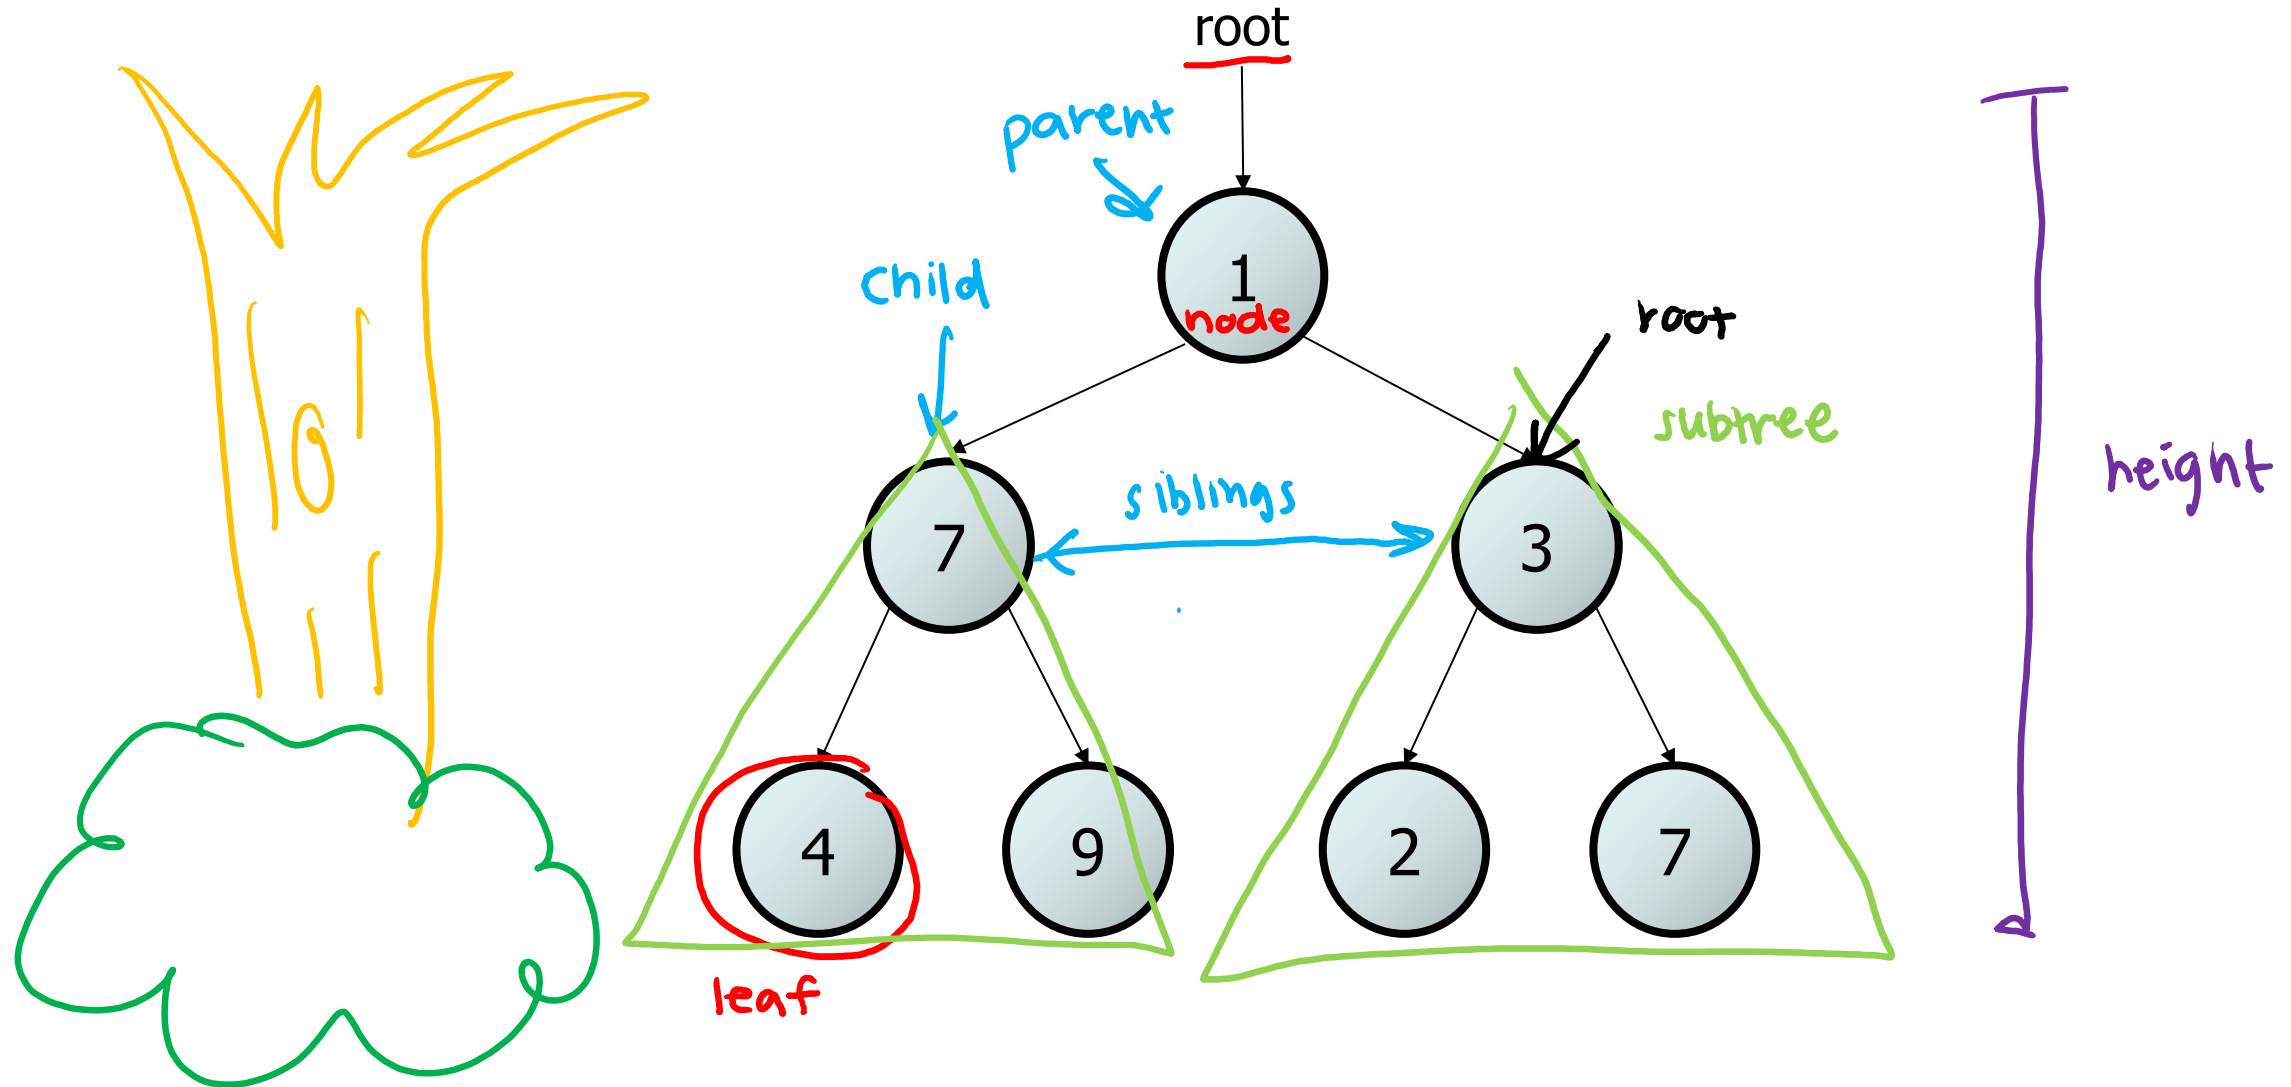 root
parent
1
node
child
root
subtree
height
siblings
7
3
4
9
2
7
leaf